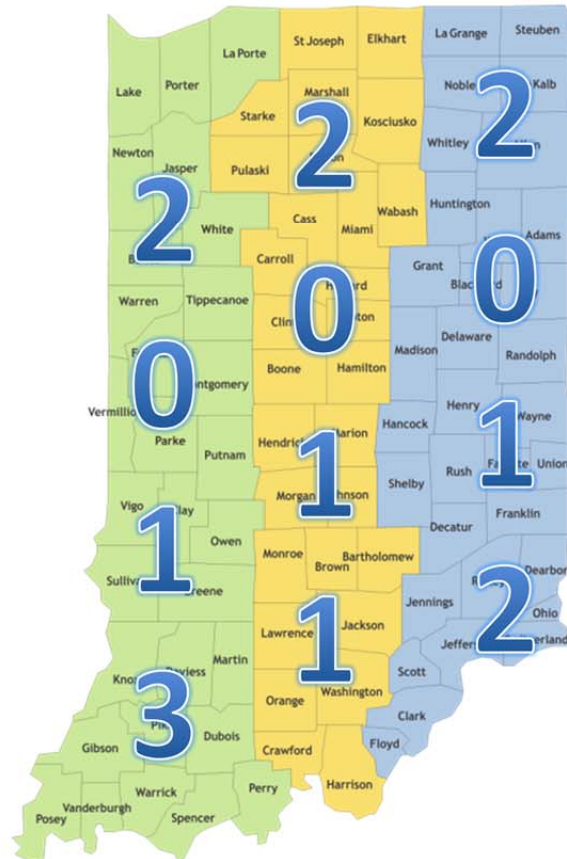 St Joseph
Elkhart
La Grange
Steuben
La Porte
Lake
Porter
Noble
Kalb
Marshall
Starke
Kosciusko
Whitley
Newton
Jasper
Pulaski
2
2
2
Cass
Miami
Wabash
Huntington
Adams
White
Carroll
Grant
Warren
Tippecanoe
0
0
Boone
Hamilton
Madison
Delaware
Randolph
0
Vermillion
Parke
Putnam
Henry
Wayne
Hancock
Shelby
Rush
Union
1
1
Morgan
Vigo
Owen
Decatur
Franklin
1
Monroe
Brown
Bartholomew
Dearborn
Jennings
Ohio
2
Lawrence
Jackson
1
Martin
Scott
Orange
Washington
Clark
3
Gibson
Dubois
Floyd
Crawford
Harrison
Posey
Vanderburgh
Warrick
Spencer
Perry